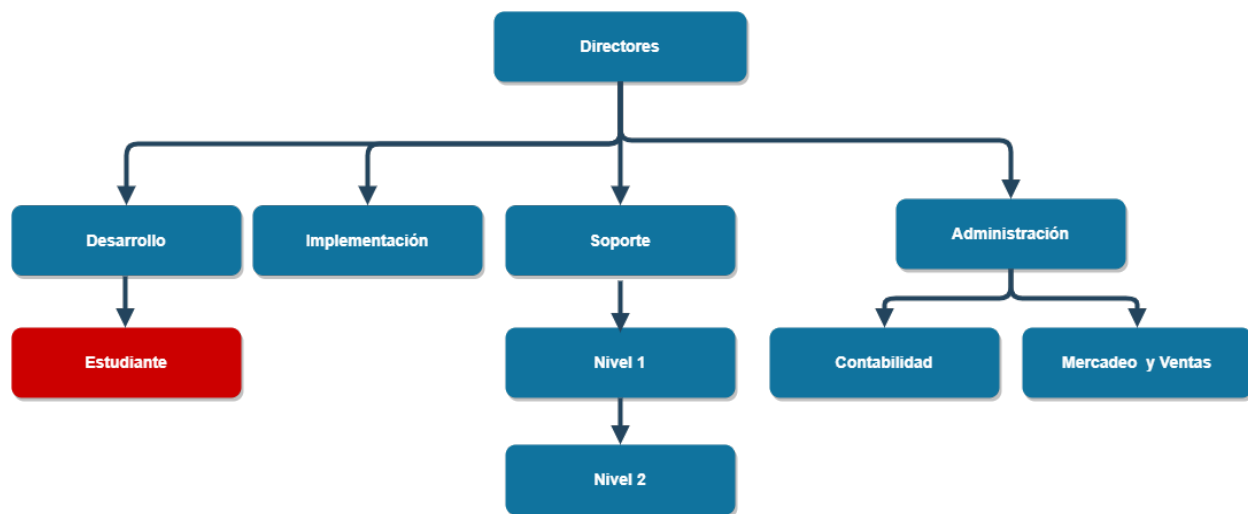 Directores
Desarrollo
Implementación
Soporte
Administración
Estudiante
Nivel 1
Contabilidad
Mercadeo y Ventas
Nivel 2